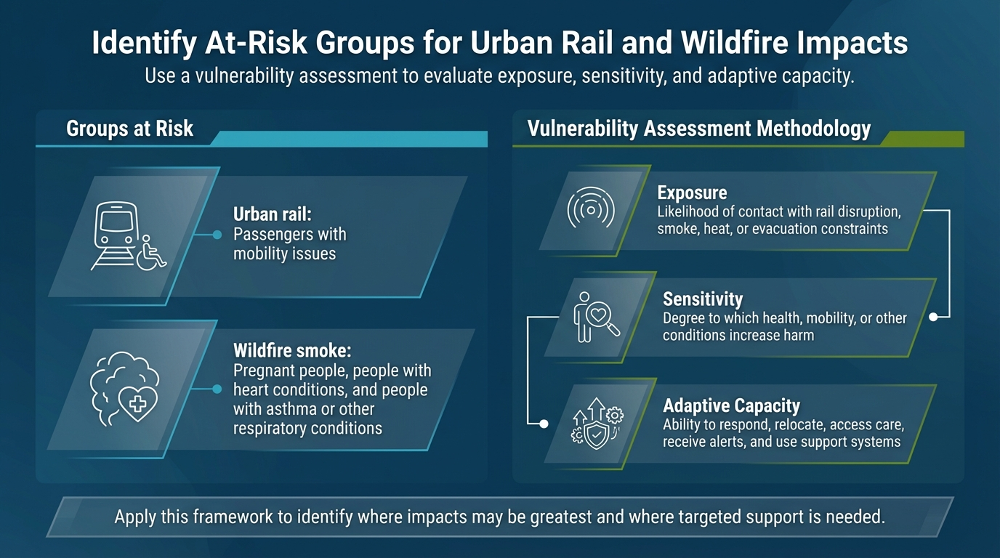 Identify At-Risk Groups for Urban Rail and Wildfire Impacts
Use a vulnerability assessment to evaluate exposure, sensitivity, and adaptive capacity.
Groups at Risk
Urban rail:
Passengers with
mobility issues
Wildfire smoke:
Pregnant people, people with
heart conditions, and people
with asthma or other
respiratory conditions
Vulnerability Assessment Methodology
Exposure
Likelihood of contact with rail disruption,
smoke, heat, or evacuation constraints
Sensitivity
Degree to which health, mobility, or other
conditions increase harm
Adaptive Capacity
Ability to respond, relocate, access care,
receive alerts, and use support systems
Apply this framework to identify where impacts may be greatest and where targeted support is needed.